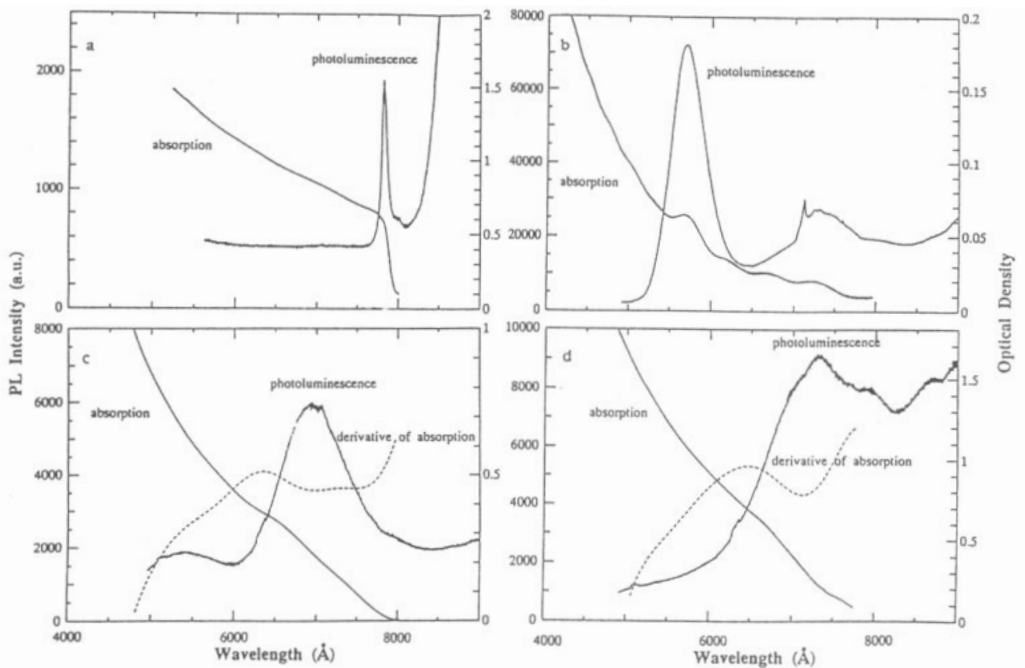 a
photoluminescence
absorption
2000
1000
0
2
1.5
1
0.5
0
b
photoluminescence
absorption
80000
60000
40000
20000
0
0.2
0.15
0.1
0.05
0
c
photoluminescence
absorption
derivative of absorption
8000
6000
4000
2000
0
1
0.5
0
4000 6000 8000
Wavelength (Å)
d
photoluminescence
absorption
derivative of absorption
10000
8000
6000
4000
2000
0
1.5
1
0.5
0
4000 6000 8000
Wavelength (Å)
PL Intensity (a.u.)
Optical Density